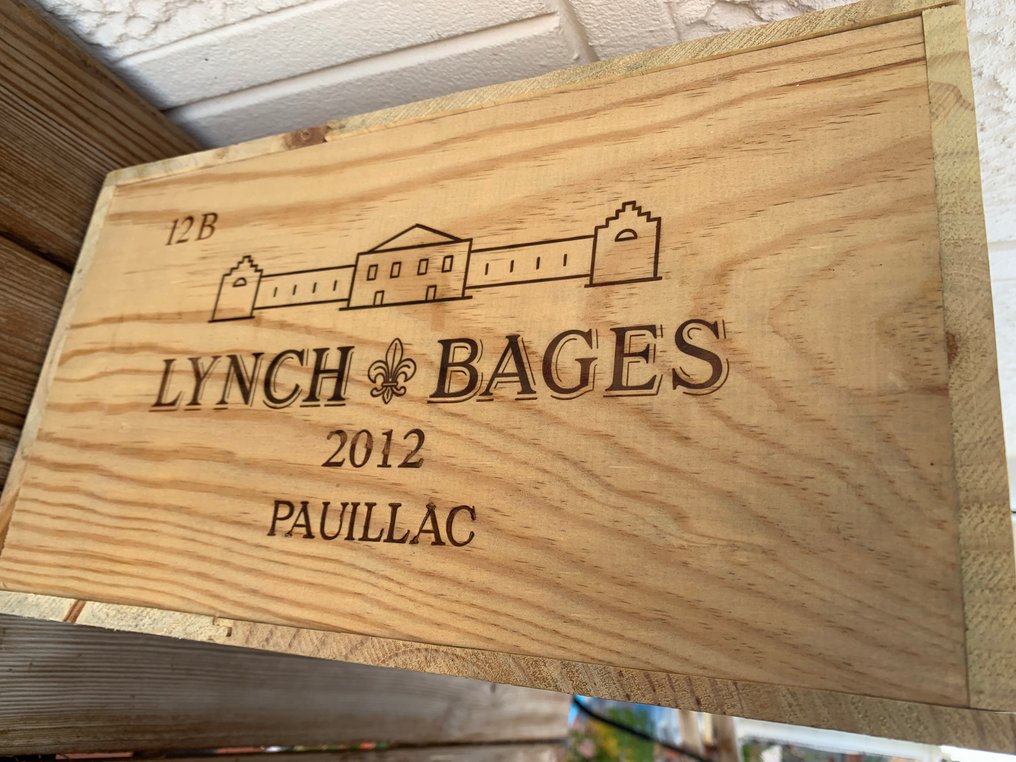 12B
LYNCH BAGES
2012
PAUILLAC